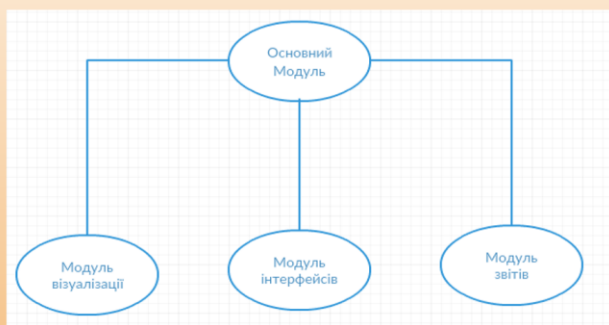 Основний
Модуль
Модуль
візуалізації
Модуль
інтерфейсів
Модуль
звітів